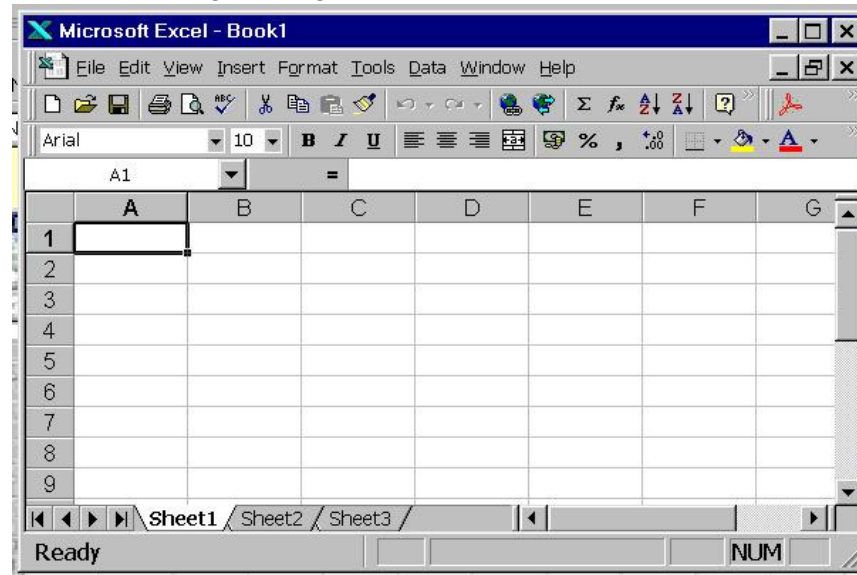 Microsoft Excel - Book1
File Edit View Insert Format Tools Data Window Help
Arial 10 B I U % ,
A1 =
A B C D E F G
1
2
3
4
5
6
7
8
9
Sheet1 Sheet2 Sheet3
Ready NUM